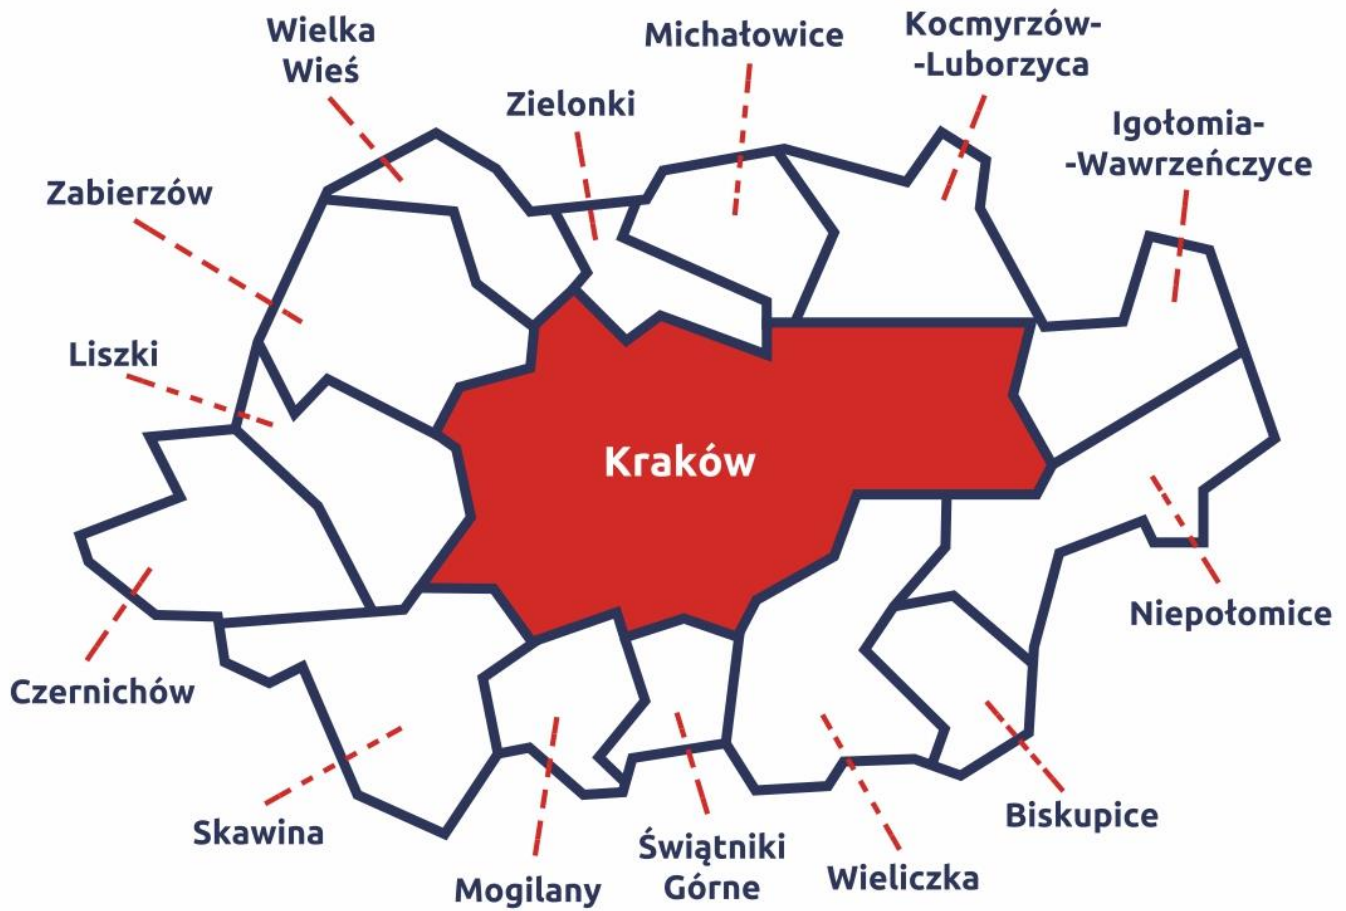 Wielka
Wieś
Michałowice
Kocmyrzów-
-Luborzyca
Zielonki
Igołomia-
-Wawrzeńczyce
Zabierzów
Liszki
Kraków
Niepołomice
Czernichów
Biskupice
Skawina
Świątniki
Górne
Wieliczka
Mogilany